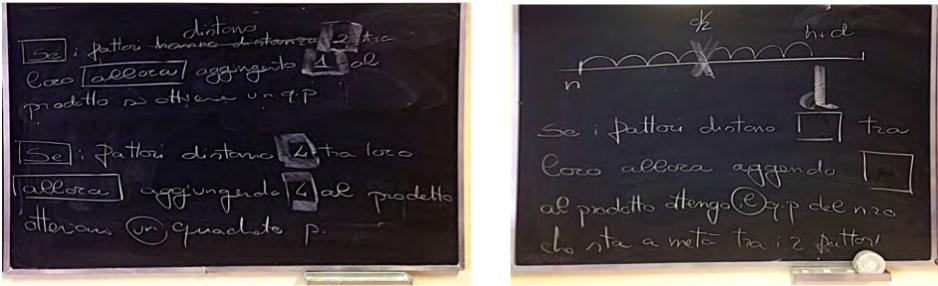 distano
Se i fattori hanno distanza 2 tra
loro allora aggiungento 1 al
prodotto si ottiene un q.p
Se i fattori distano 4 tra loro
allora aggiungendo 4 al prodotto
otteniamo un quadrato p.
d/2
n+d
n
d
Se i fattori distano tra
loro allora aggendo
al prodotto ottengo il q.p del n.ro
che sta a metà tra i 2 fattori